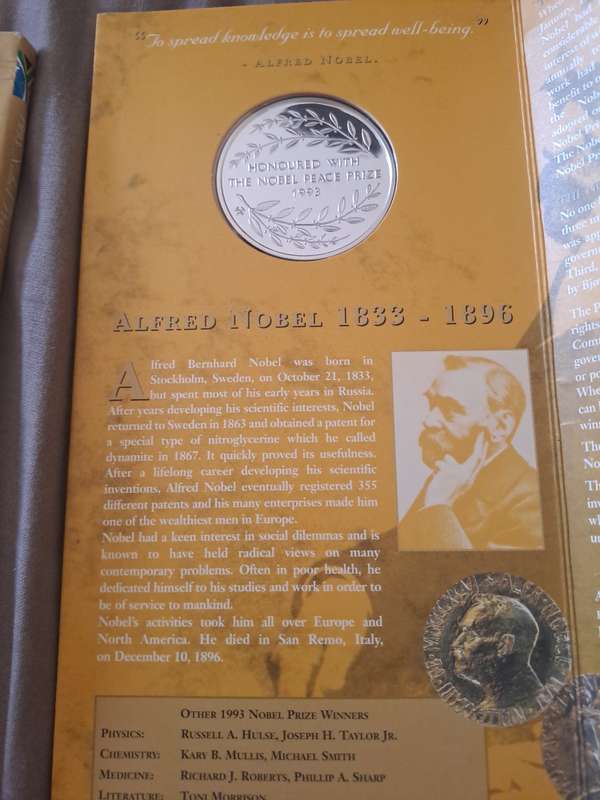 "To spread knowledge is to spread well-being."
- ALFRED NOBEL.
HONOURED WITH
THE NOBEL PEACE PRIZE
1993
ALFRED NOBEL 1833 - 1896
Alfred Bernhard Nobel was born in
Stockholm, Sweden, on October 21, 1833,
but spent most of his early years in Russia.
After years developing his scientific interests, Nobel
returned to Sweden in 1863 and obtained a patent for
a special type of nitroglycerine which he called
dynamite in 1867. It quickly proved its usefulness.
After a lifelong career developing his scientific
inventions, Alfred Nobel eventually registered 355
different patents and his many enterprises made him
one of the wealthiest men in Europe.
Nobel had a keen interest in social dilemmas and is
known to have held radical views on many
contemporary problems. Often in poor health, he
dedicated himself to his studies and work in order to
be of service to mankind.
Nobel's activities took him all over Europe and
North America. He died in San Remo, Italy,
on December 10, 1896.
OTHER 1993 NOBEL PRIZE WINNERS
PHYSICS: RUSSELL A. HULSE, JOSEPH H. TAYLOR JR.
CHEMISTRY: KARY B. MULLIS, MICHAEL SMITH
MEDICINE: RICHARD J. ROBERTS, PHILLIP A. SHARP
LITERATURE: TONI MORRISON